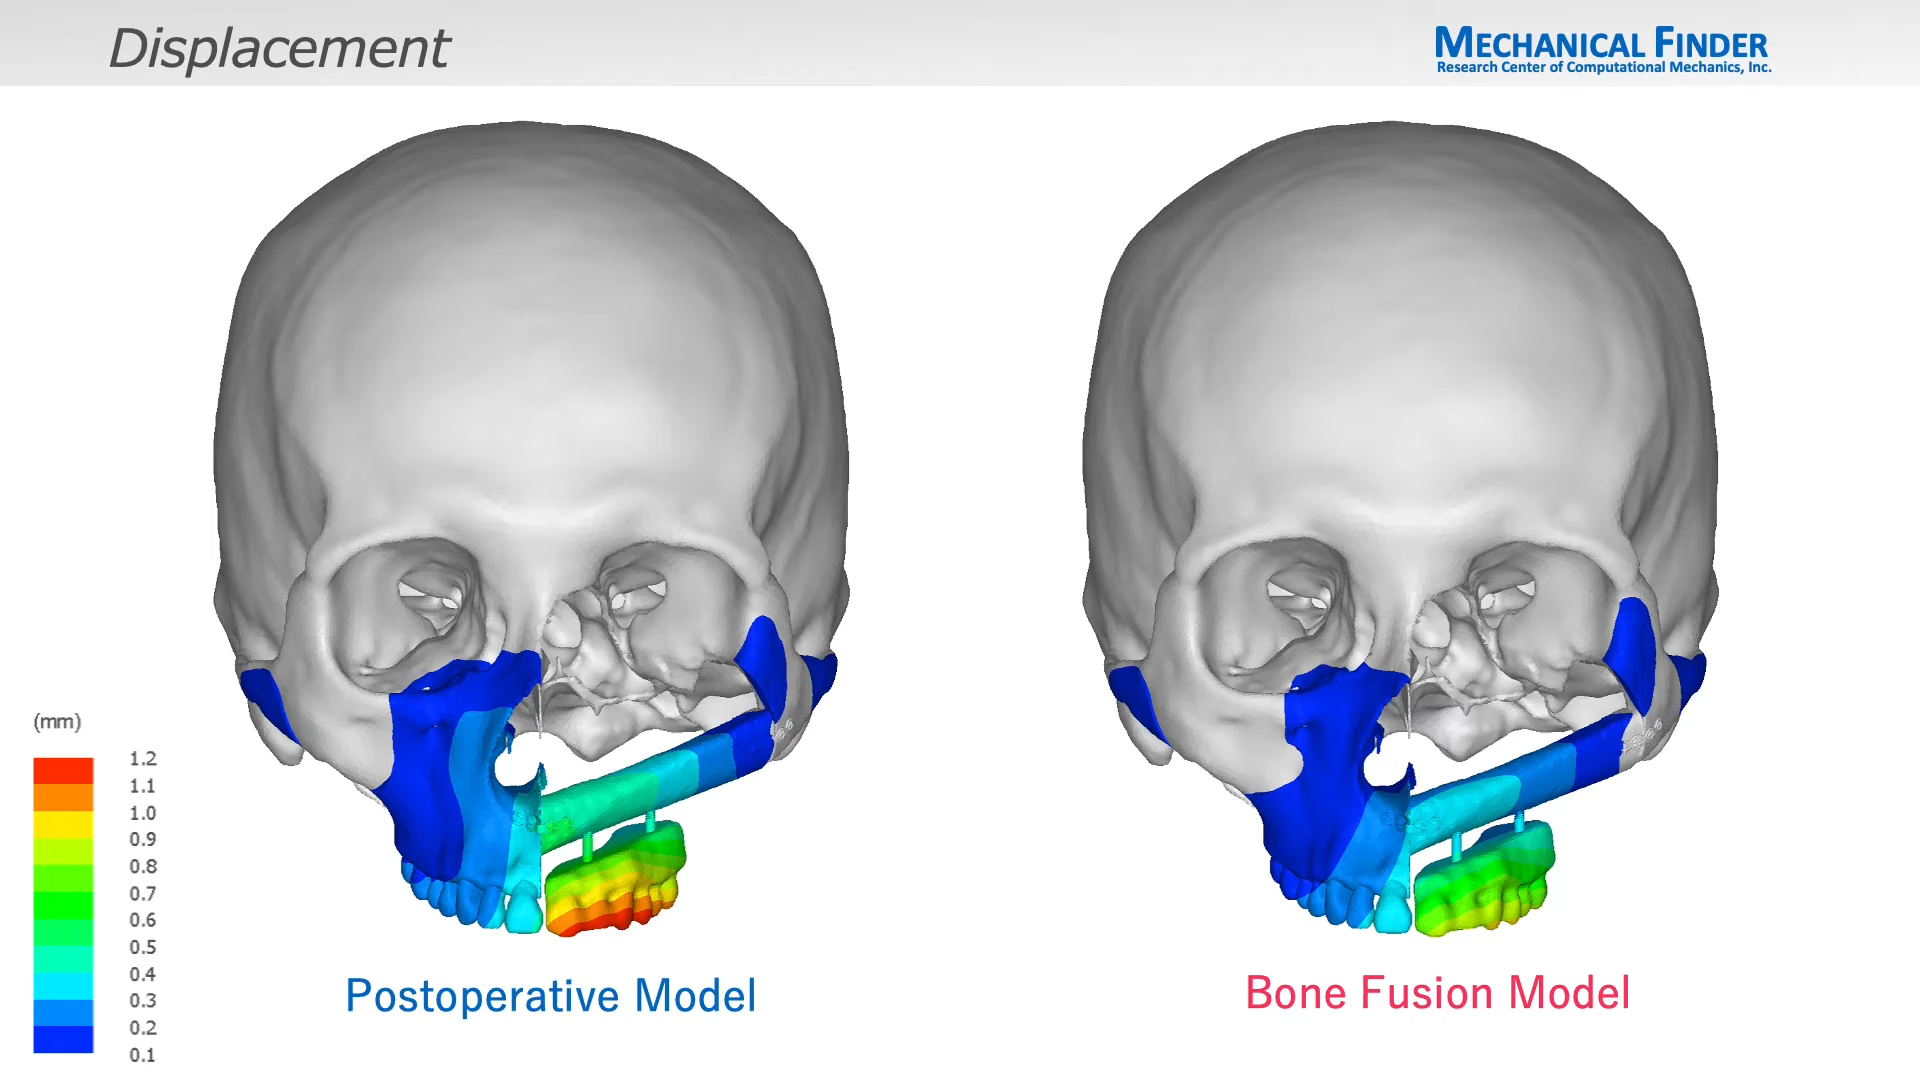 Displacement
MECHANICAL FINDER
Research Center of Computational Mechanics, Inc.
(mm)
1.2
1.1
1.0
0.9
0.8
0.7
0.6
0.5
0.4
0.3
0.2
0.1
Postoperative Model
Bone Fusion Model